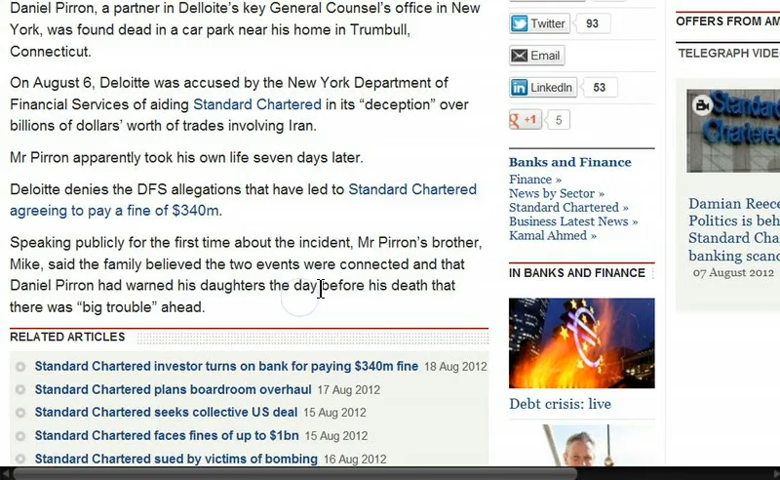 Daniel Pirron, a partner in Delloite's key General Counsel's office in New
York, was found dead in a car park near his home in Trumbull,
Connecticut.
On August 6, Deloitte was accused by the New York Department of
Financial Services of aiding Standard Chartered in its “deception” over
billions of dollars’ worth of trades involving Iran.
Mr Pirron apparently took his own life seven days later.
Deloitte denies the DFS allegations that have led to Standard Chartered
agreeing to pay a fine of $340m.
Speaking publicly for the first time about the incident, Mr Pirron’s brother,
Mike, said the family believed the two events were connected and that
Daniel Pirron had warned his daughters the day before his death that
there was “big trouble” ahead.
RELATED ARTICLES
Standard Chartered investor turns on bank for paying $340m fine 18 Aug 2012
Standard Chartered plans boardroom overhaul 17 Aug 2012
Standard Chartered seeks collective US deal 15 Aug 2012
Standard Chartered faces fines of up to $1bn 15 Aug 2012
Standard Chartered sued by victims of bombing 16 Aug 2012
Twitter 93
Email
LinkedIn 53
g +1 5
Banks and Finance
Finance »
News by Sector »
Standard Chartered »
Business Latest News »
Kamal Ahmed »
IN BANKS AND FINANCE
Debt crisis: live
OFFERS FROM
TELEGRAPH
Standard
Chartered
Damian Reece
Politics is
Standard
banking
07 August 2012